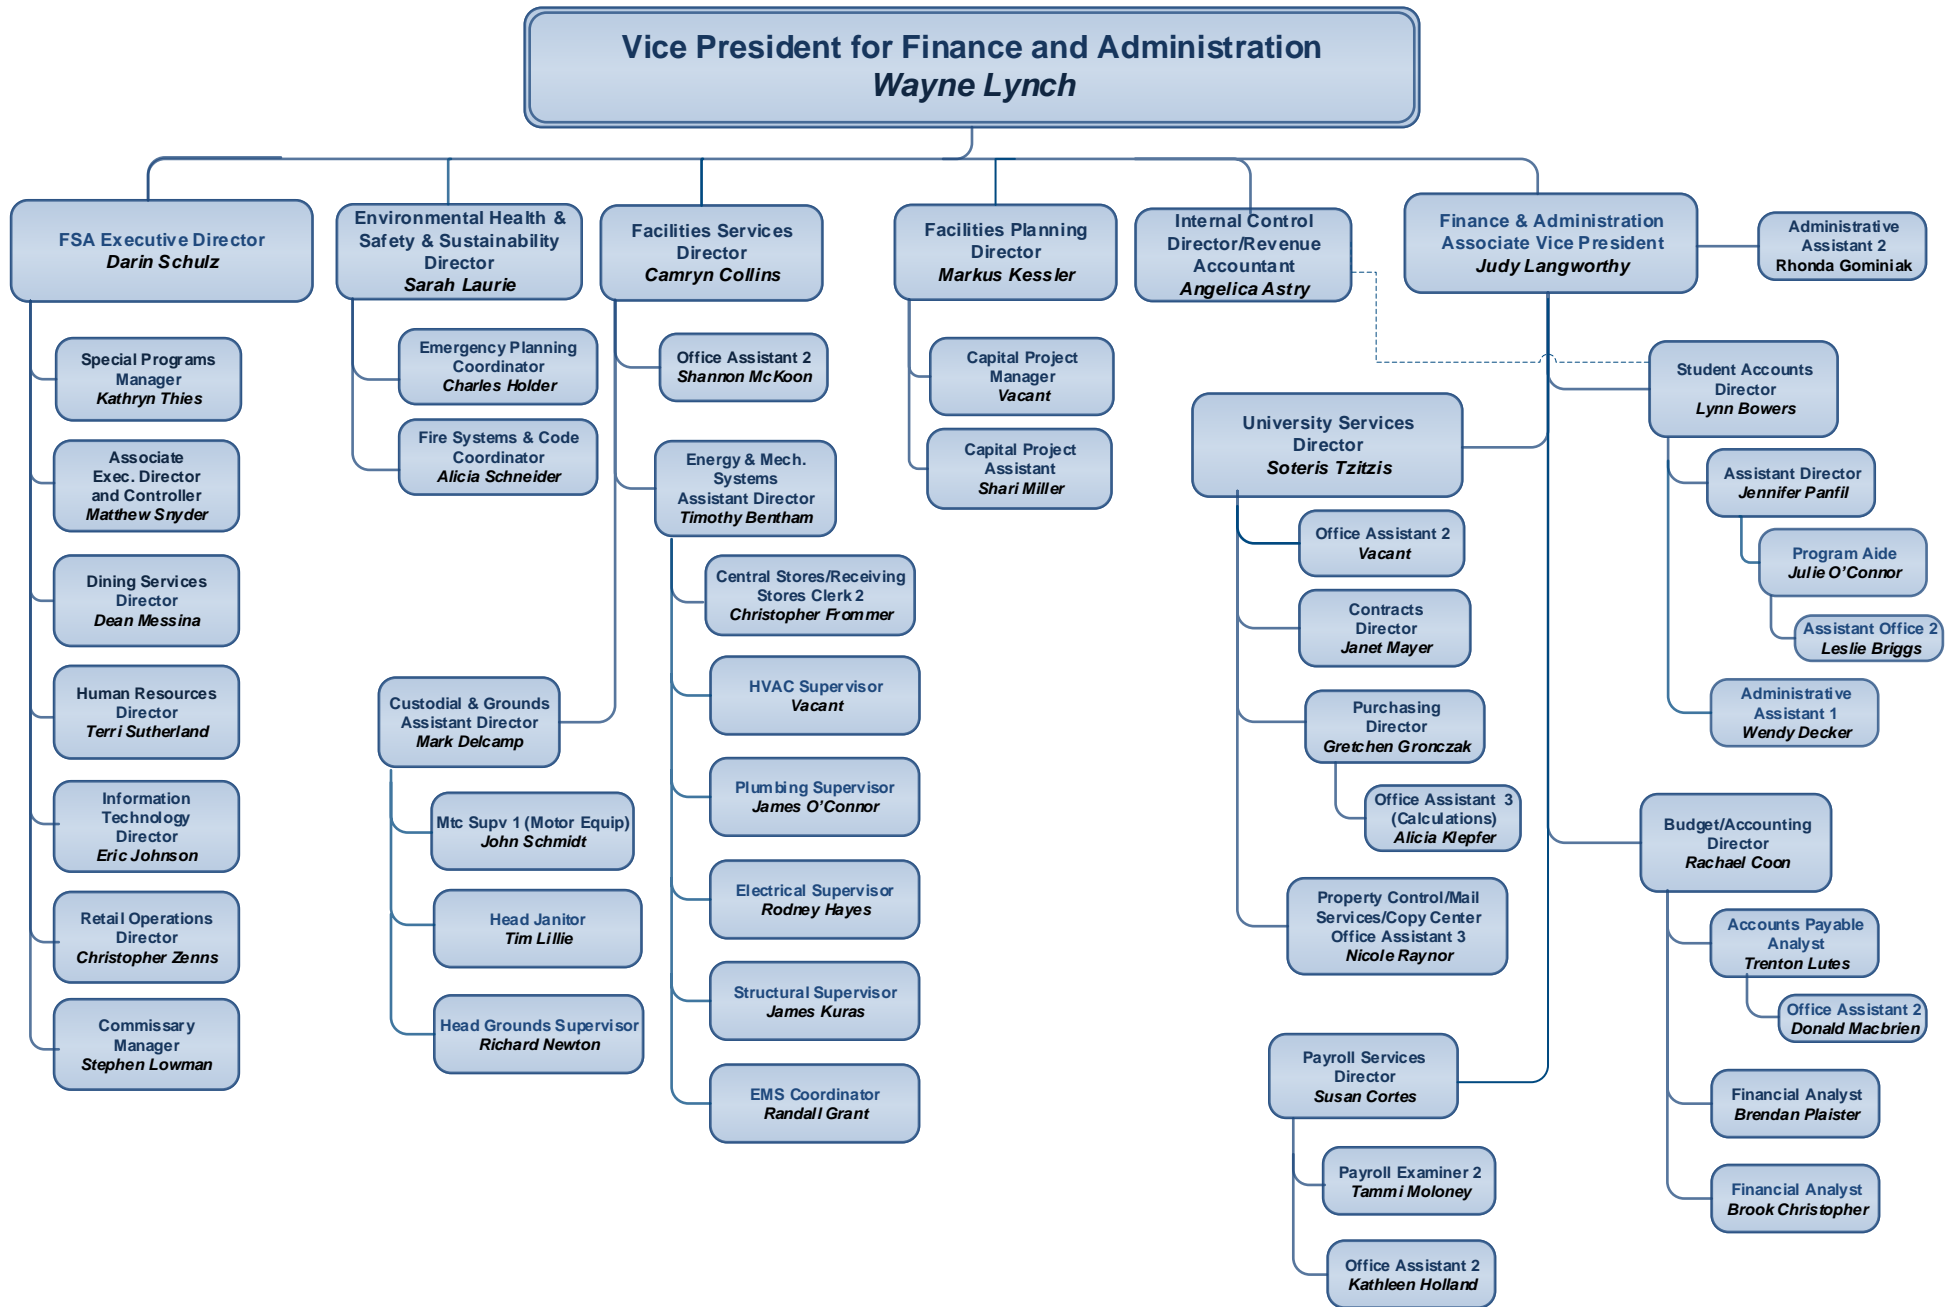 Vice President for Finance and Administration
Wayne Lynch
FSA Executive Director
Darin Schulz
Special Programs
Manager
Kathryn Thies
Associate
Exec. Director
and Controller
Matthew Snyder
Dining Services
Director
Dean Messina
Human Resources
Director
Terri Sutherland
Information
Technology
Director
Eric Johnson
Retail Operations
Director
Christopher Zenns
Commissary
Manager
Stephen Lowman
Environmental Health &
Safety & Sustainability
Director
Sarah Laurie
Emergency Planning
Coordinator
Charles Holder
Fire Systems & Code
Coordinator
Alicia Schneider
Facilities Services
Director
Camryn Collins
Office Assistant 2
Shannon McKoon
Energy & Mech.
Systems
Assistant Director
Timothy Bentham
Central Stores/Receiving
Stores Clerk 2
Christopher Frommer
HVAC Supervisor
Vacant
Plumbing Supervisor
James O'Connor
Electrical Supervisor
Rodney Hayes
Structural Supervisor
James Kuras
EMS Coordinator
Randall Grant
Custodial & Grounds
Assistant Director
Mark Delcamp
Mtc Supv 1 (Motor Equip)
John Schmidt
Head Janitor
Tim Lillie
Head Grounds Supervisor
Richard Newton
Facilities Planning
Director
Markus Kessler
Capital Project
Manager
Vacant
Capital Project
Assistant
Shari Miller
Internal Control
Director/Revenue
Accountant
Angelica Astry
Finance & Administration
Associate Vice President
Judy Langworthy
Administrative
Assistant 2
Rhonda Gominiak
University Services
Director
Soteris Tzitzis
Office Assistant 2
Vacant
Contracts
Director
Janet Mayer
Purchasing
Director
Gretchen Gronczak
Office Assistant 3
(Calculations)
Alicia Klepfer
Property Control/Mail
Services/Copy Center
Office Assistant 3
Nicole Raynor
Payroll Services
Director
Susan Cortes
Payroll Examiner 2
Tammi Moloney
Office Assistant 2
Kathleen Holland
Student Accounts
Director
Lynn Bowers
Assistant Director
Jennifer Panfil
Program Aide
Julie O'Connor
Assistant Office 2
Leslie Briggs
Administrative
Assistant 1
Wendy Decker
Budget/Accounting
Director
Rachael Coon
Accounts Payable
Analyst
Trenton Lutes
Office Assistant 2
Donald Macbrien
Financial Analyst
Brendan Plaister
Financial Analyst
Brook Christopher